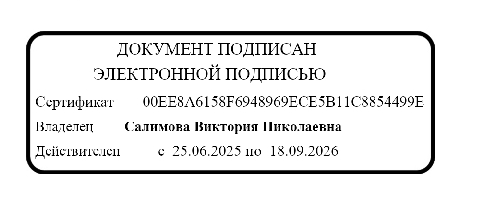 ДОКУМЕНТ ПОДПИСАН
ЭЛЕКТРОННОЙ ПОДПИСЬЮ
Сертификат 00EE8A6158F6948969ECE5B11C8854499E
Владелец Салимова Виктория Николаевна
Действителен с 25.06.2025 по 18.09.2026